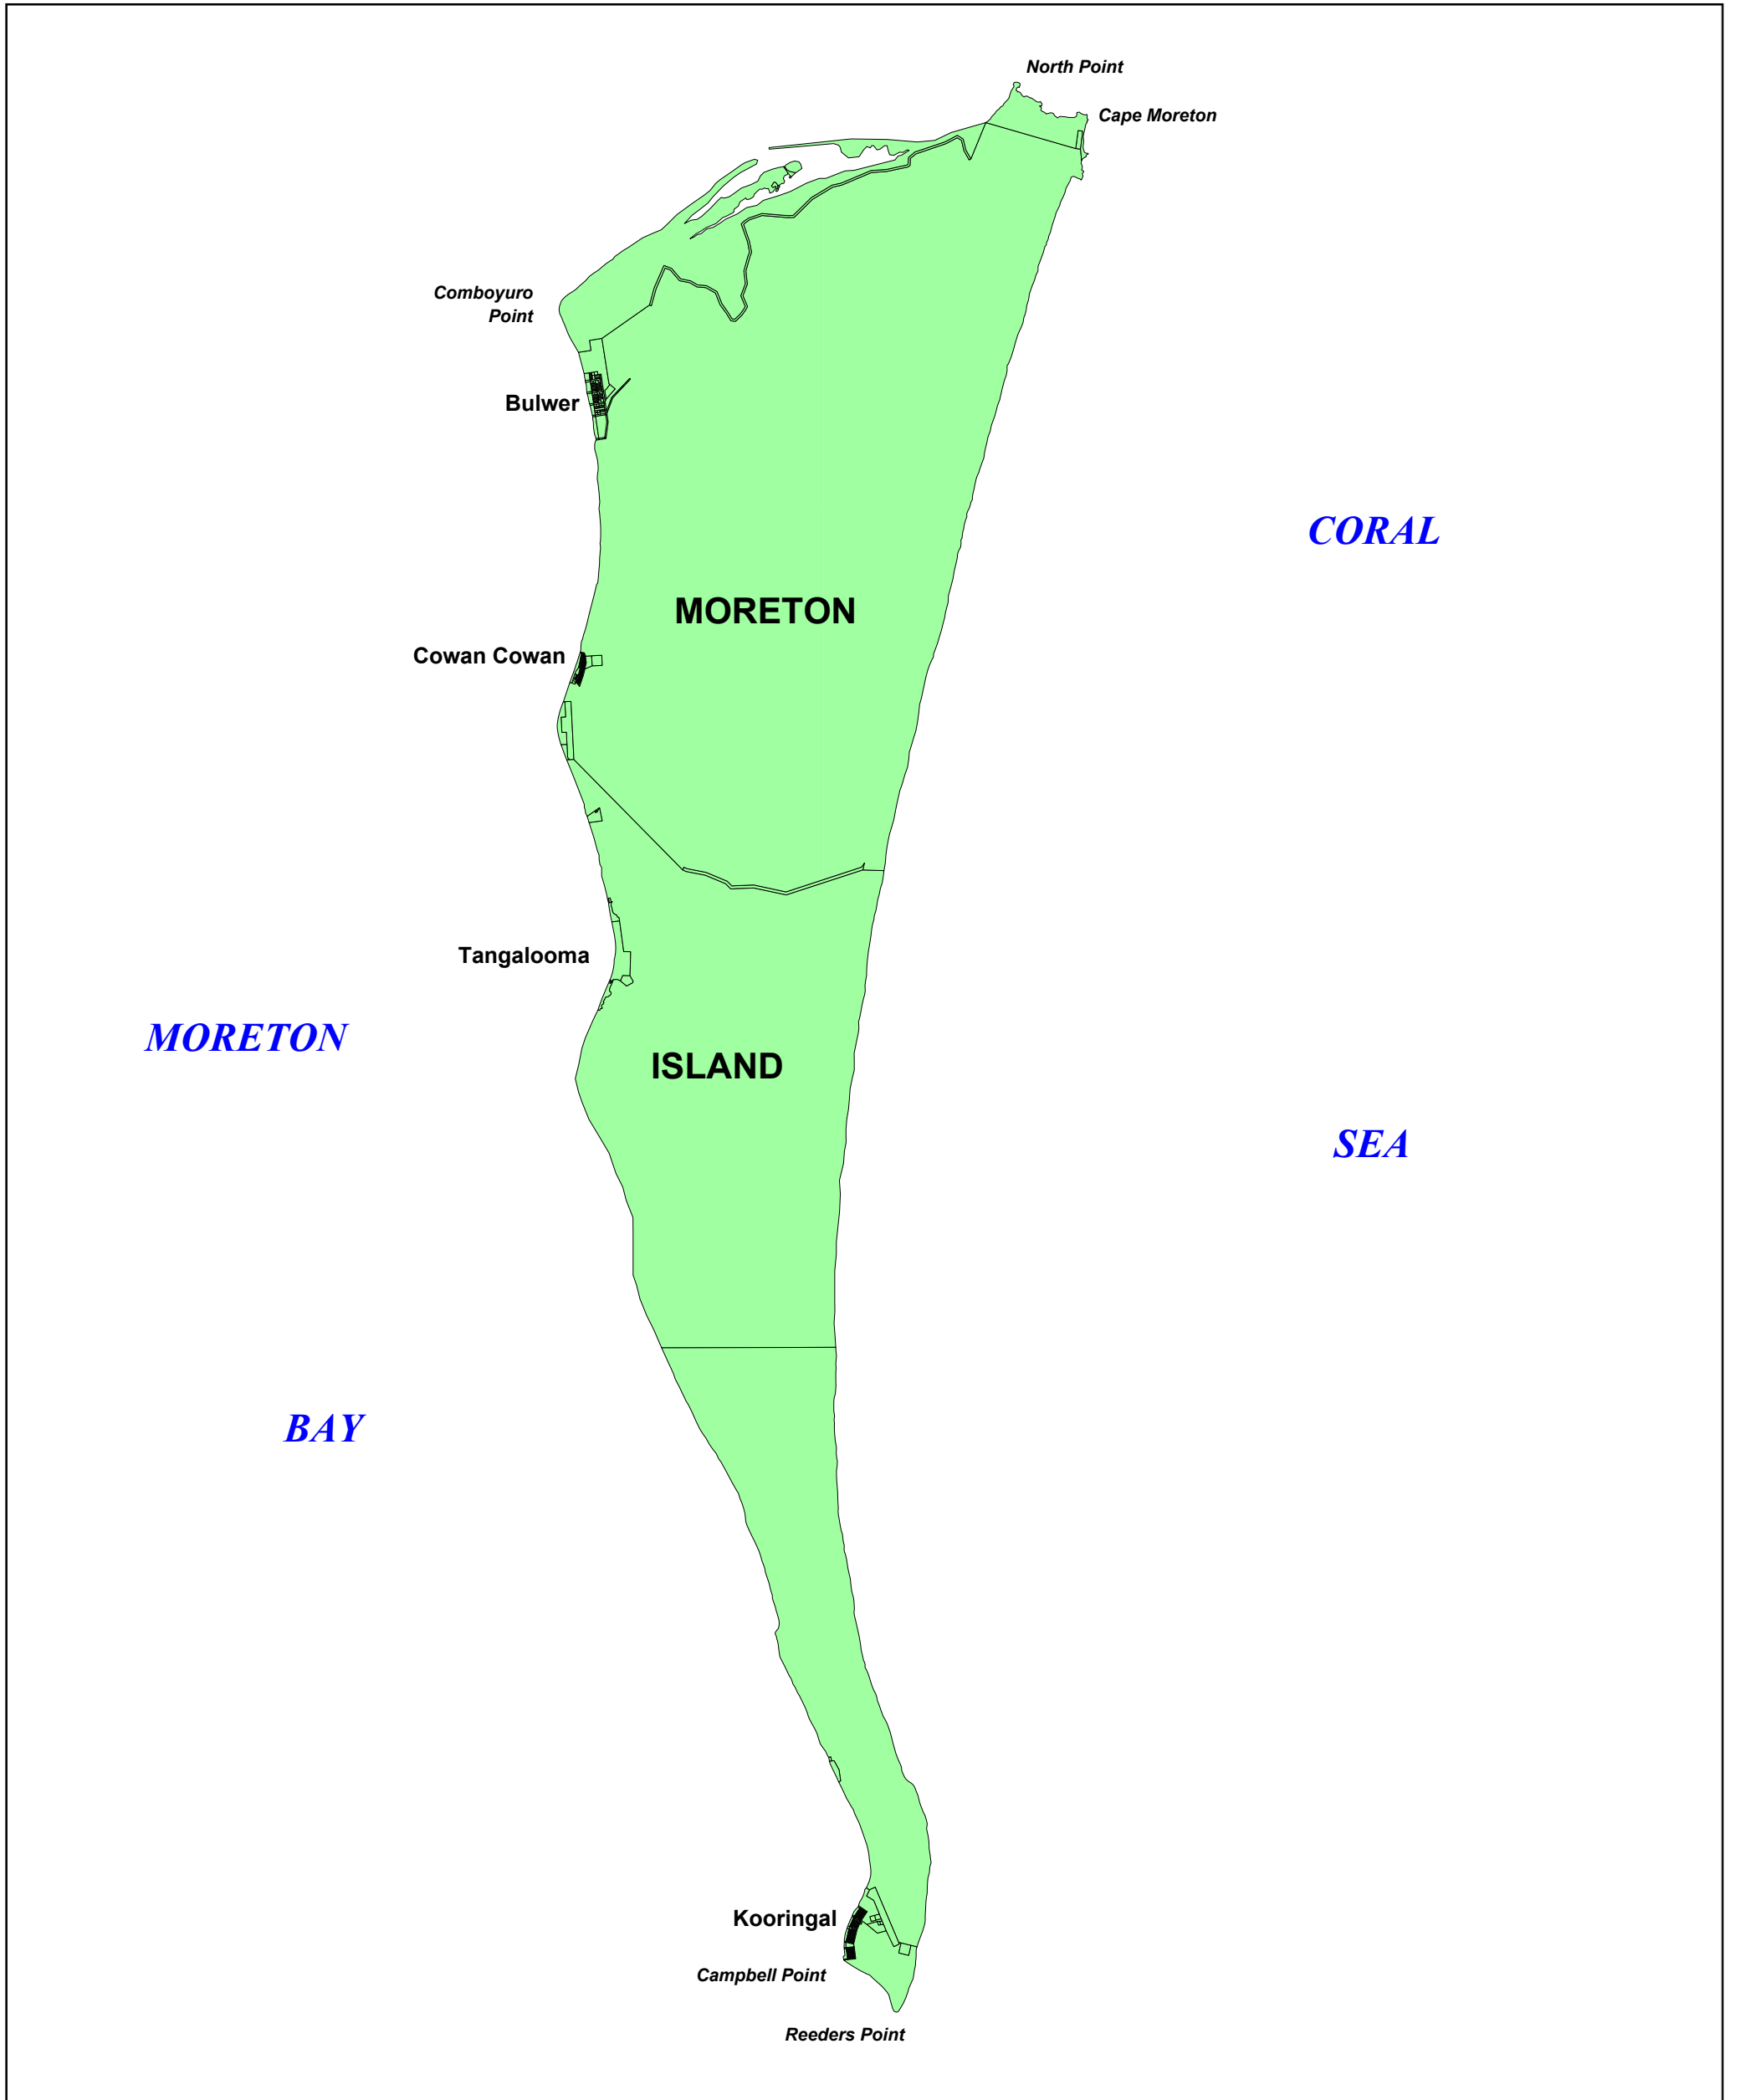 North Point
Cape Moreton
Comboyuro
Point
Bulwer
CORAL
MORETON
Cowan Cowan
Tangalooma
MORETON
ISLAND
SEA
BAY
Kooringal
Campbell Point
Reeders Point